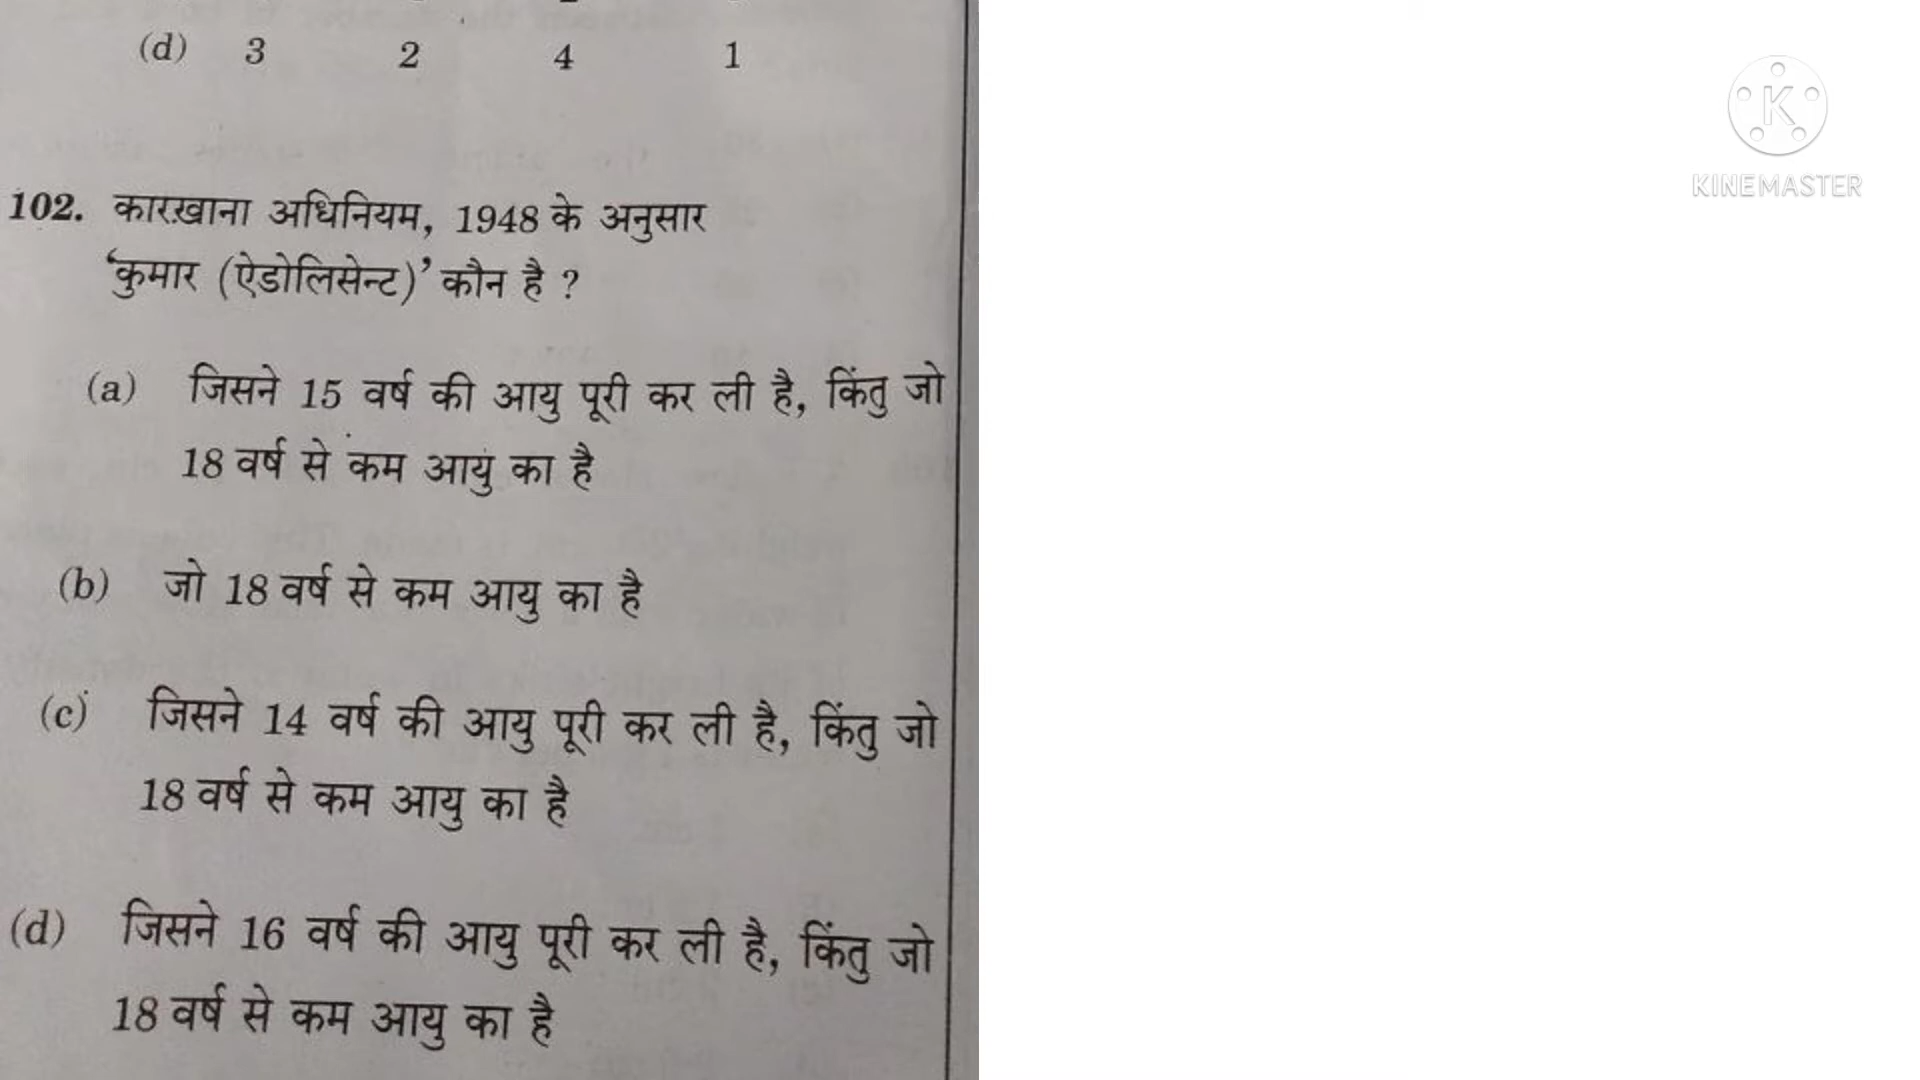 (d) 3 2 4 1
102. कारख़ाना अधिनियम, 1948 के अनुसार
‘कुमार (ऐडोलिसेन्ट)’ कौन है ?
(a) जिसने 15 वर्ष की आयु पूरी कर ली है, किंतु जो
18 वर्ष से कम आयु का है
(b) जो 18 वर्ष से कम आयु का है
(c) जिसने 14 वर्ष की आयु पूरी कर ली है, किंतु जो
18 वर्ष से कम आयु का है
(d) जिसने 16 वर्ष की आयु पूरी कर ली है, किंतु जो
18 वर्ष से कम आयु का है
K
KINEMASTER